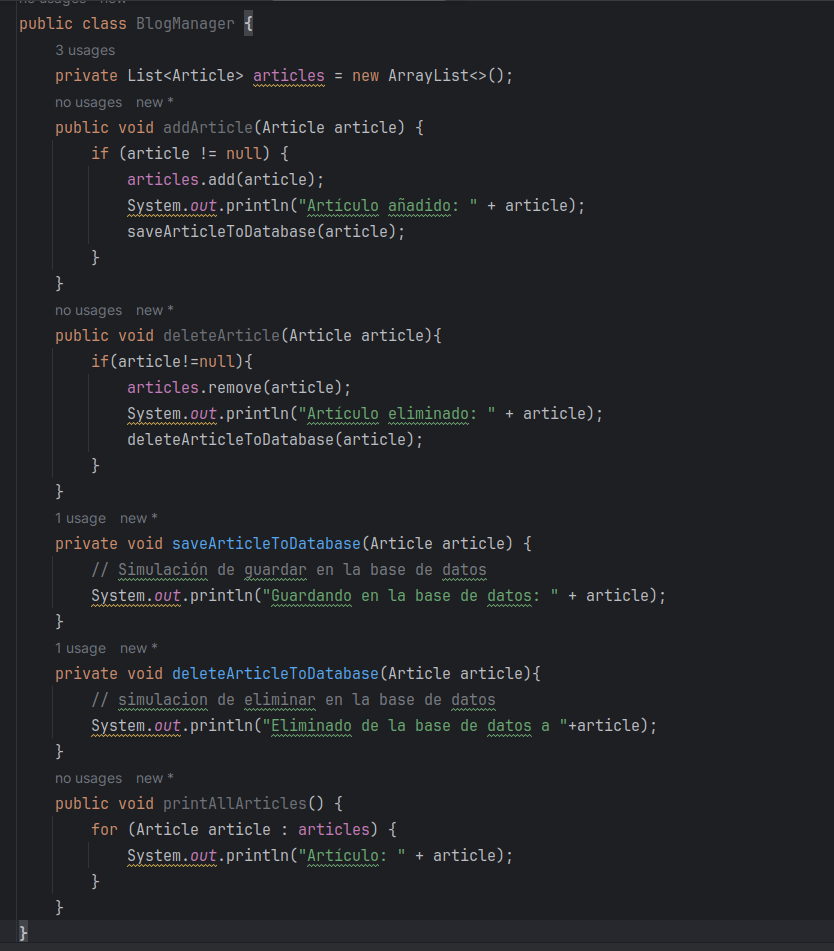 no usages new *
public class BlogManager {
3 usages
private List<Article> articles = new ArrayList<>();
no usages new *
public void addArticle(Article article) {
if (article != null) {
articles.add(article);
System.out.println("Artículo añadido: " + article);
saveArticleToDatabase(article);
}
}
no usages new *
public void deleteArticle(Article article){
if(article!=null){
articles.remove(article);
System.out.println("Artículo eliminado: " + article);
deleteArticleToDatabase(article);
}
}
1 usage new *
private void saveArticleToDatabase(Article article) {
// Simulación de guardar en la base de datos
System.out.println("Guardando en la base de datos: " + article);
}
1 usage new *
private void deleteArticleToDatabase(Article article){
// simulacion de eliminar en la base de datos
System.out.println("Eliminado de la base de datos a "+article);
}
no usages new *
public void printAllArticles() {
for (Article article : articles) {
System.out.println("Artículo: " + article);
}
}
}